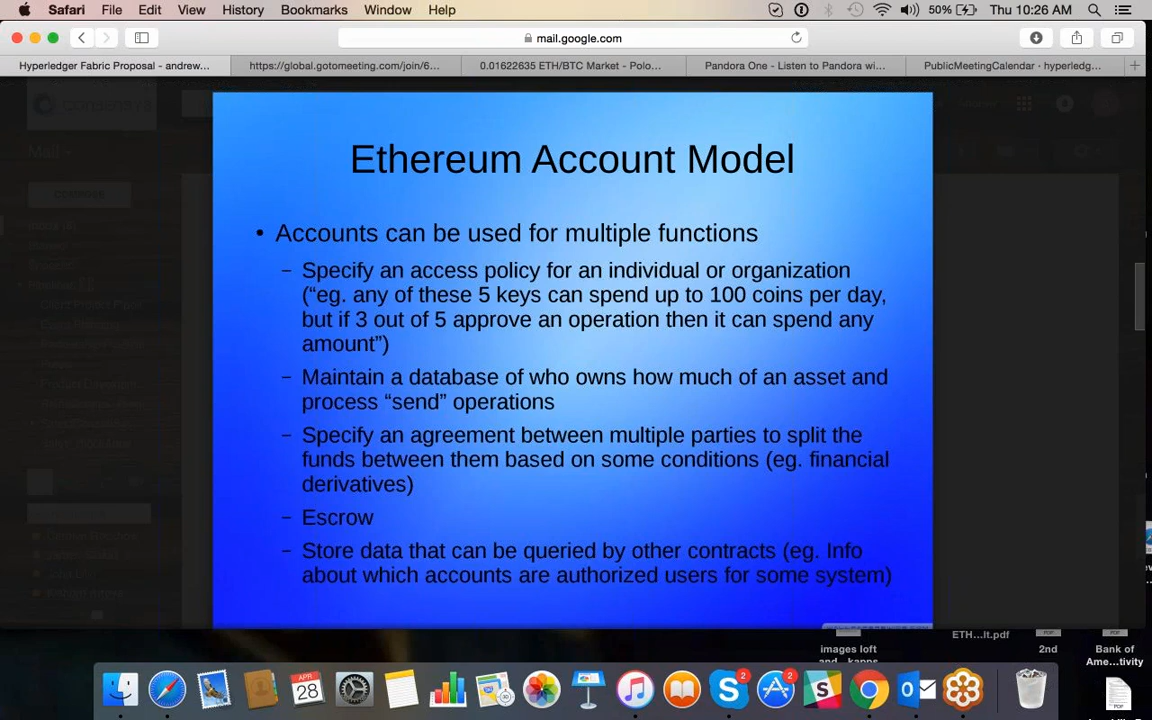 Safari File Edit View History Bookmarks Window Help 50% Thu 10:26 AM
mail.google.com
Hyperledger Fabric Proposal - andrew... https://global.gotomeeting.com/join/6... 0.01622635 ETH/BTC Market - Polo... Pandora One - Listen to Pandora wi... PublicMeetingCalendar · hyperledg...
Mail
COMPOSE
Ethereum Account Model
• Accounts can be used for multiple functions
– Specify an access policy for an individual or organization
(“eg. any of these 5 keys can spend up to 100 coins per day,
but if 3 out of 5 approve an operation then it can spend any
amount”)
– Maintain a database of who owns how much of an asset and
process “send” operations
– Specify an agreement between multiple parties to split the
funds between them based on some conditions (eg. financial
derivatives)
– Escrow
– Store data that can be queried by other contracts (eg. Info
about which accounts are authorized users for some system)
images loft
ETH...lt.pdf
2nd
Bank of
Ame...tivity
APR
28
2
2